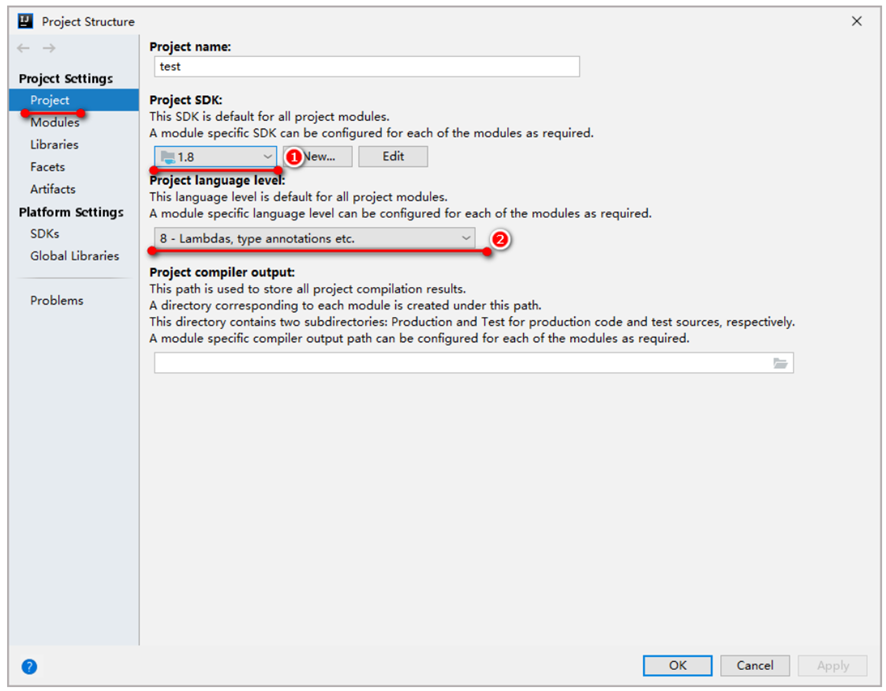 Project Structure
Project Settings
Project
Modules
Libraries
Facets
Artifacts
Platform Settings
SDKs
Global Libraries
Problems
Project name:
test
Project SDK:
This SDK is default for all project modules.
A module specific SDK can be configured for each of the modules as required.
1.8 1 New... Edit
Project language level:
This language level is default for all project modules.
A module specific language level can be configured for each of the modules as required.
8 - Lambdas, type annotations etc. 2
Project compiler output:
This path is used to store all project compilation results.
A directory corresponding to each module is created under this path.
This directory contains two subdirectories: Production and Test for production code and test sources, respectively.
A module specific compiler output path can be configured for each of the modules as required.
? OK Cancel Apply